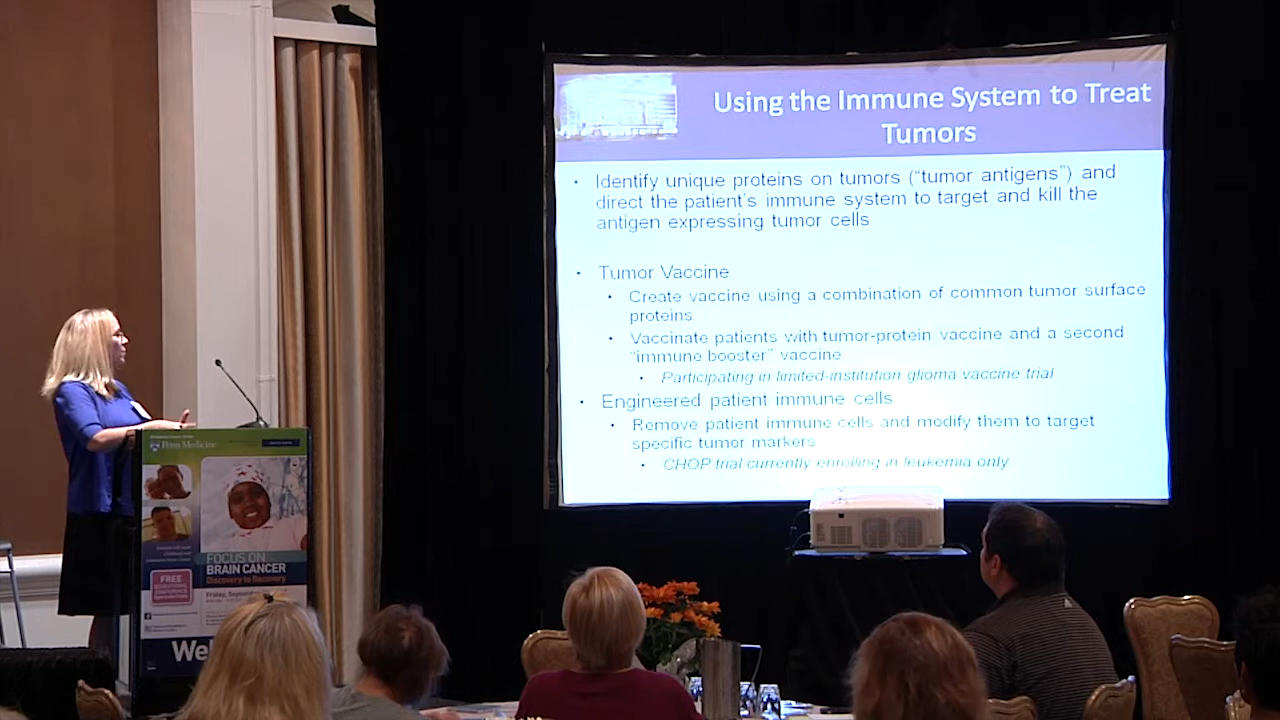 Using the Immune System to Treat
Tumors
• Identify unique proteins on tumors (“tumor antigens”) and
direct the patient’s immune system to target and kill the
antigen expressing tumor cells
• Tumor Vaccine
• Create vaccine using a combination of common tumor surface
proteins
• Vaccinate patients with tumor-protein vaccine and a second
“immune booster” vaccine
• Participating in limited-institution glioma vaccine trial
• Engineered patient immune cells
• Remove patient immune cells and modify them to target
specific tumor markers
• CHOP trial currently enrolling in leukemia only
Penn Medicine
FOCUS ON
BRAIN CANCER
Discovery to Recovery
FREE
Friday,